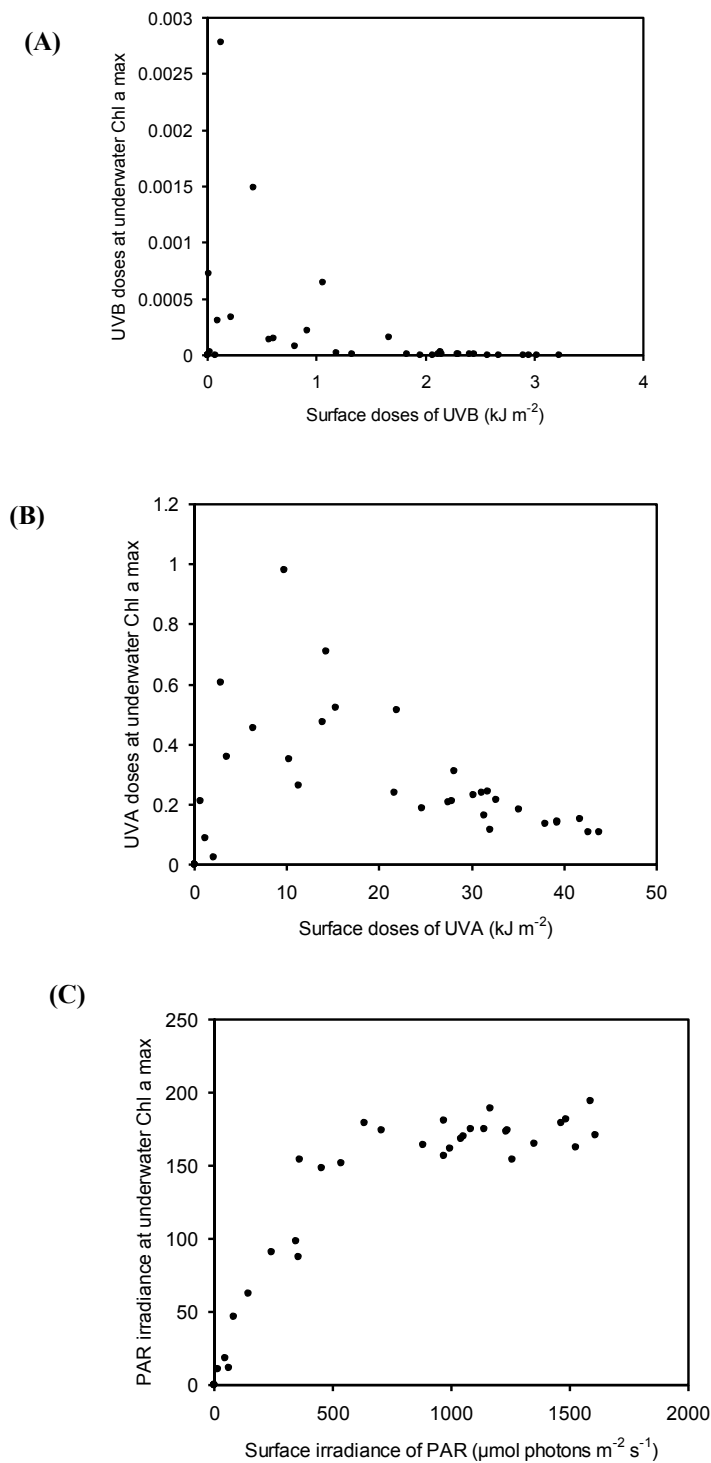 (A)
UVB doses at underwater Chl a max
0.003
0.0025
0.002
0.0015
0.001
0.0005
0
0 1 2 3 4
Surface doses of UVB (kJ m⁻²)
(B)
UVA doses at underwater Chl a max
1.2
1
0.8
0.6
0.4
0.2
0
0 10 20 30 40 50
Surface doses of UVA (kJ m⁻²)
(C)
PAR irradiance at underwater Chl a max
250
200
150
100
50
0
0 500 1000 1500 2000
Surface irradiance of PAR (µmol photons m⁻² s⁻¹)